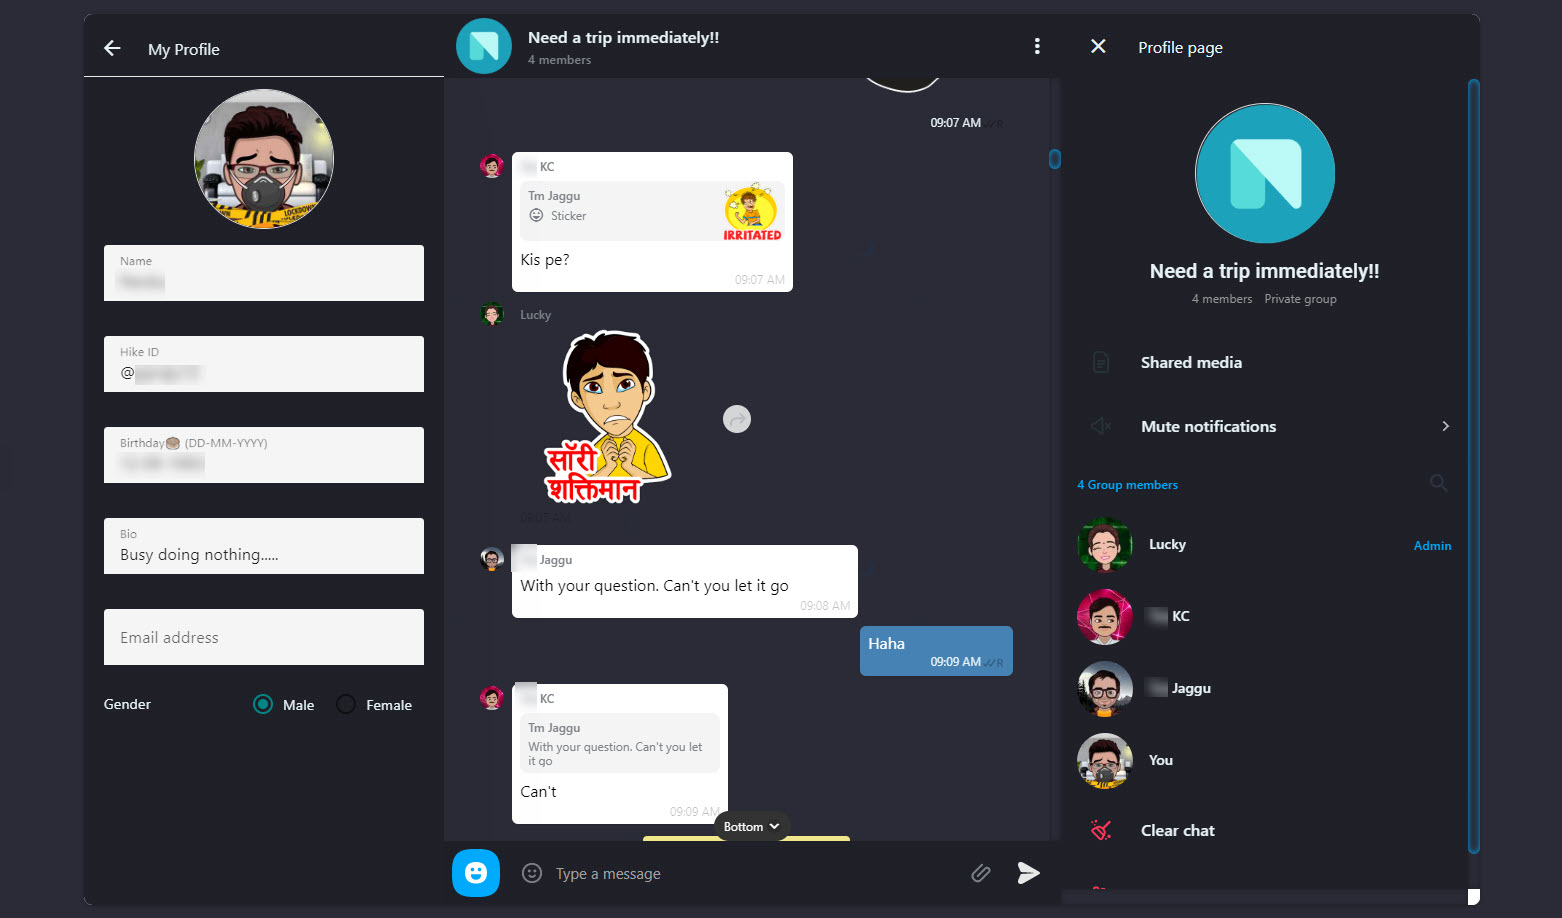 My Profile
LOCKDOWN
Name
Hike ID
@
Birthday🎂 (DD-MM-YYYY)
Bio
Busy doing nothing.....
Email address
Gender
Male
Female
Need a trip immediately!!
4 members
09:07 AM R
KC
Tm Jaggu
Sticker
IRRITATED
Kis pe?
09:07 AM
Lucky
सॉरी
शक्तिमान
09:07 AM
Jaggu
With your question. Can't you let it go
09:08 AM
Haha
09:09 AM R
KC
Tm Jaggu
With your question. Can't you let
it go
Can't
09:09 AM
Bottom
Type a message
Profile page
Need a trip immediately!!
4 members Private group
Shared media
Mute notifications
4 Group members
Lucky
Admin
KC
Jaggu
You
Clear chat